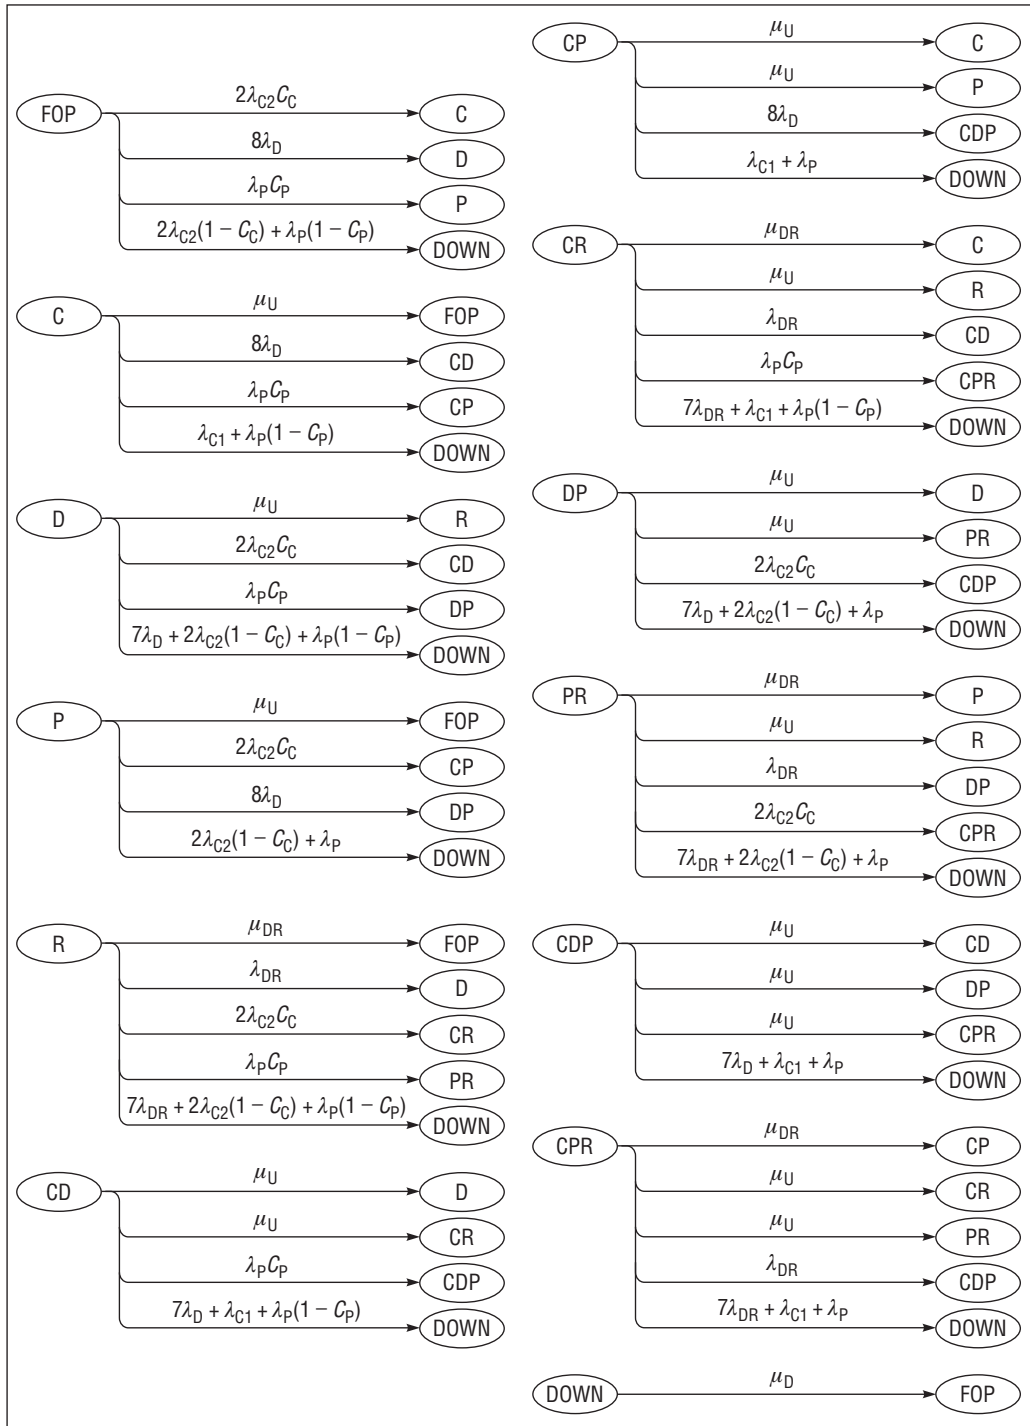 FOP
2λC2CC
C
8λD
D
λPCP
P
2λC2(1 – CC) + λP(1 – CP)
DOWN
C
μU
FOP
8λD
CD
λPCP
CP
λC1 + λP(1 – CP)
DOWN
D
μU
R
2λC2CC
CD
λPCP
DP
7λD + 2λC2(1 – CC) + λP(1 – CP)
DOWN
P
μU
FOP
2λC2CC
CP
8λD
DP
2λC2(1 – CC) + λP
DOWN
R
μDR
FOP
λDR
D
2λC2CC
CR
λPCP
PR
7λDR + 2λC2(1 – CC) + λP(1 – CP)
DOWN
CD
μU
D
μU
CR
λPCP
CDP
7λD + λC1 + λP(1 – CP)
DOWN
CP
μU
C
μU
P
8λD
CDP
λC1 + λP
DOWN
CR
μDR
C
μU
R
λDR
CD
λPCP
CPR
7λDR + λC1 + λP(1 – CP)
DOWN
DP
μU
D
μU
PR
2λC2CC
CDP
7λD + 2λC2(1 – CC) + λP
DOWN
PR
μDR
P
μU
R
λDR
DP
2λC2CC
CPR
7λDR + 2λC2(1 – CC) + λP
DOWN
CDP
μU
CD
μU
DP
μU
CPR
7λD + λC1 + λP
DOWN
CPR
μDR
CP
μU
CR
μU
PR
λDR
CDP
7λDR + λC1 + λP
DOWN
DOWN
μD
FOP